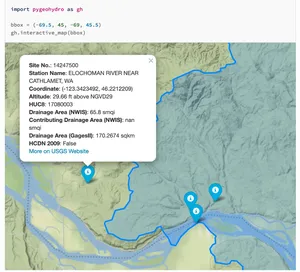 import pygeohydro as gh
bbox = (-69.5, 45, -69, 45.5)
gh.interactive_map(bbox)
Site No.: 14247500
Station Name: ELOCHOMAN RIVER NEAR
CATHLAMET, WA
Coordinate: (-123.3423492, 46.2212209)
Altitude: 29.66 ft above NGVD29
HUC8: 17080003
Drainage Area (NWIS): 65.8 smqi
Contributing Drainage Area (NWIS): nan
smqi
Drainage Area (GagesII): 170.2674 sqkm
HCDN 2009: False
More on USGS Website